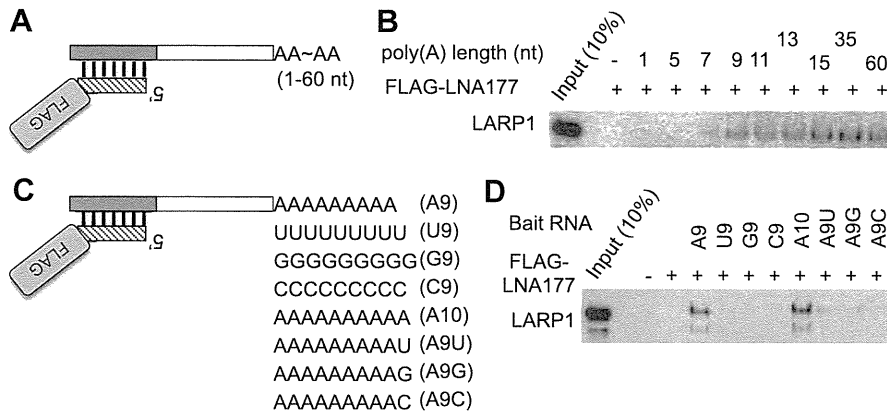 A
AA~AA
(1-60 nt)
FLAG
5'
B
poly(A) length (nt)
Input (10%)
- 1 5 7 9 11 13 15 35 60
FLAG-LNA177
+ + + + + + + + + +
LARP1
C
FLAG
5'
AAAAAAAAA (A9)
UUUUUUUUU (U9)
GGGGGGGGG (G9)
CCCCCCCCC (C9)
AAAAAAAAAA (A10)
AAAAAAAAAU (A9U)
AAAAAAAAAG (A9G)
AAAAAAAAAC (A9C)
D
Bait RNA
Input (10%)
A9 U9 G9 C9 A10 A9U A9G A9C
FLAG-
LNA177
- + + + + + + + +
LARP1